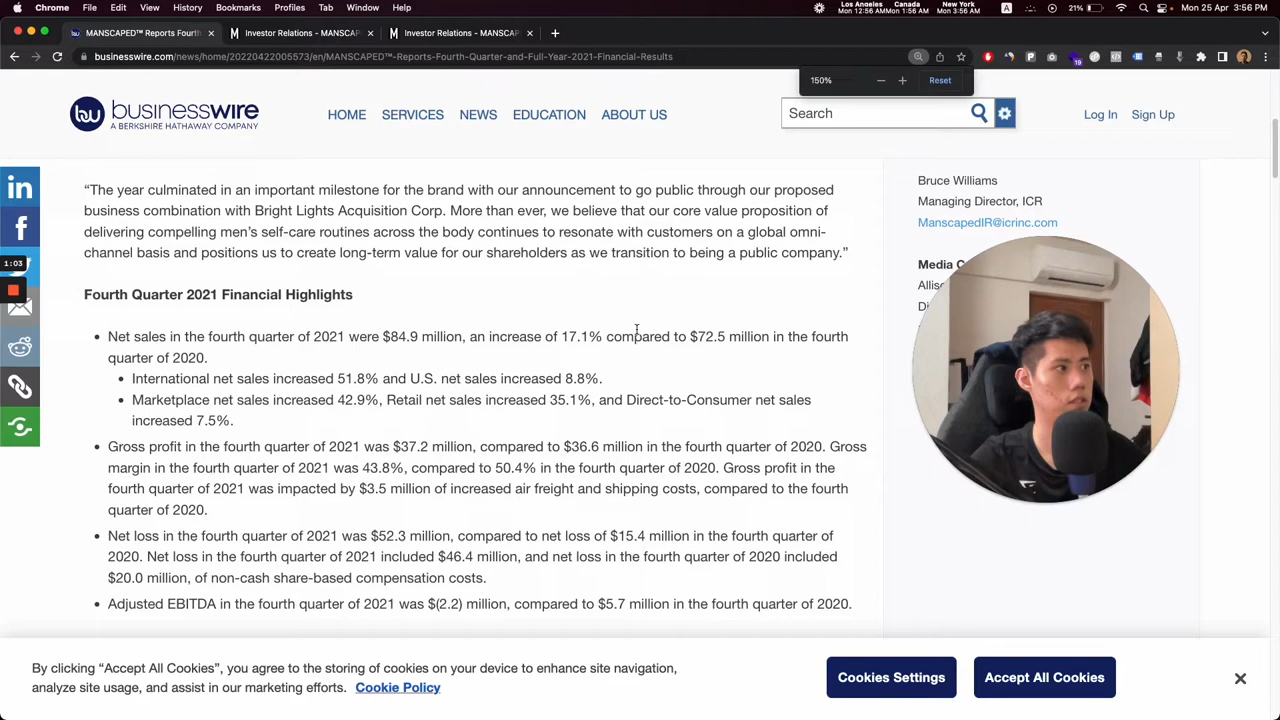 Chrome File Edit View History Bookmarks Profiles Tab Window Help
Los Angeles Canada New York
Mon 12:56 Mon 1:56 AM Mon 3:56 AM 21% Mon 25 Apr 3:56 PM
MANSCAPED™ Reports Fourth
Investor Relations - MANSCAP
Investor Relations - MANSCAP
businesswire.com/news/home/20220422005573/en/MANSCAPED™-Reports-Fourth-Quarter-and-Full-Year-2021-Financial-Results
19
150% Reset
bw businesswire
A BERKSHIRE HATHAWAY COMPANY
HOME SERVICES NEWS EDUCATION ABOUT US
Search
Log In Sign Up
in
f
1:03
“The year culminated in an important milestone for the brand with our announcement to go public through our proposed
business combination with Bright Lights Acquisition Corp. More than ever, we believe that our core value proposition of
delivering compelling men’s self-care routines across the body continues to resonate with customers on a global omni-
channel basis and positions us to create long-term value for our shareholders as we transition to being a public company.”
Fourth Quarter 2021 Financial Highlights
• Net sales in the fourth quarter of 2021 were $84.9 million, an increase of 17.1% compared to $72.5 million in the fourth
quarter of 2020.
• International net sales increased 51.8% and U.S. net sales increased 8.8%.
• Marketplace net sales increased 42.9%, Retail net sales increased 35.1%, and Direct-to-Consumer net sales
increased 7.5%.
• Gross profit in the fourth quarter of 2021 was $37.2 million, compared to $36.6 million in the fourth quarter of 2020. Gross
margin in the fourth quarter of 2021 was 43.8%, compared to 50.4% in the fourth quarter of 2020. Gross profit in the
fourth quarter of 2021 was impacted by $3.5 million of increased air freight and shipping costs, compared to the fourth
quarter of 2020.
• Net loss in the fourth quarter of 2021 was $52.3 million, compared to net loss of $15.4 million in the fourth quarter of
2020. Net loss in the fourth quarter of 2021 included $46.4 million, and net loss in the fourth quarter of 2020 included
$20.0 million, of non-cash share-based compensation costs.
• Adjusted EBITDA in the fourth quarter of 2021 was $(2.2) million, compared to $5.7 million in the fourth quarter of 2020.
Bruce Williams
Managing Director, ICR
ManscapedIR@icrinc.com
Media
By clicking “Accept All Cookies”, you agree to the storing of cookies on your device to enhance site navigation,
analyze site usage, and assist in our marketing efforts. Cookie Policy
Cookies Settings
Accept All Cookies